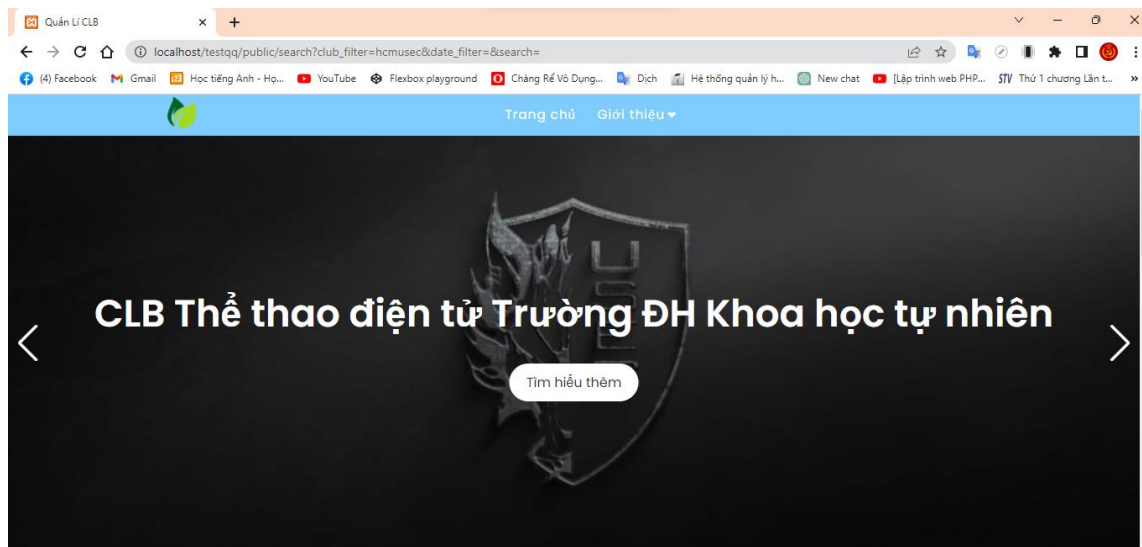 Quản Lí CLB
localhost/testqq/public/search?club_filter=hcmusec&date_filter=&search=
(4) Facebook Gmail Học tiếng Anh - Họ... YouTube Flexbox playground Chàng Rể Vô Dụng... Dịch Hệ thống quản lý h... New chat [Lập trình web PHP... STV Thứ 1 chương Lăn t... »
Trang chủ Giới thiệu
CLB Thể thao điện tử Trường ĐH Khoa học tự nhiên
Tìm hiểu thêm